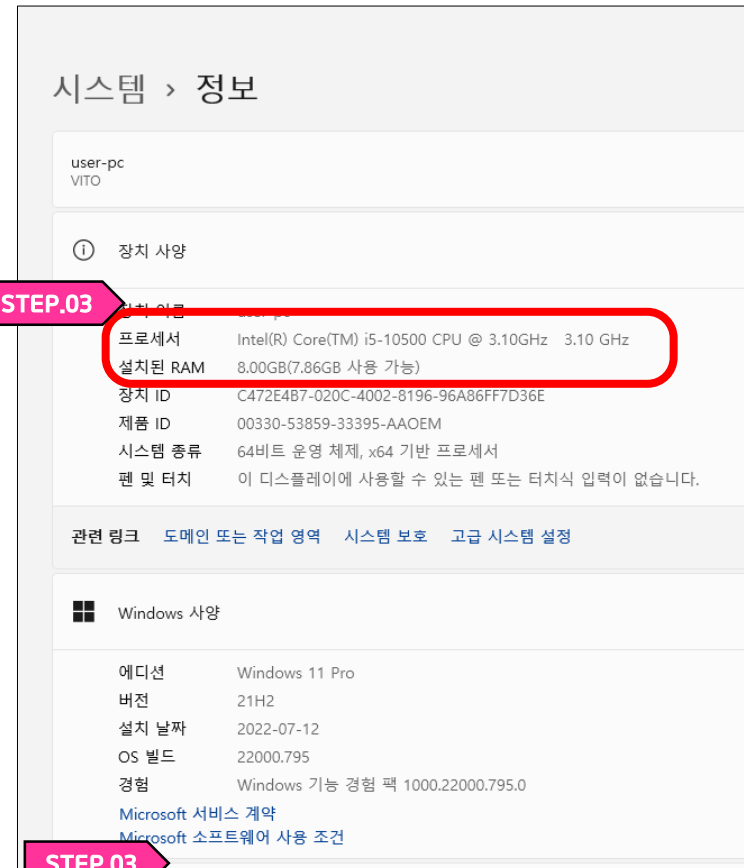 시스템 › 정보
user-pc
VITO
장치 사양
STEP.03
장치 이름 user-pc
프로세서 Intel(R) Core(TM) i5-10500 CPU @ 3.10GHz 3.10 GHz
설치된 RAM 8.00GB(7.86GB 사용 가능)
장치 ID C472E4B7-020C-4002-8196-96A86FF7D36E
제품 ID 00330-53859-33395-AAOEM
시스템 종류 64비트 운영 체제, x64 기반 프로세서
펜 및 터치 이 디스플레이에 사용할 수 있는 펜 또는 터치식 입력이 없습니다.
관련 링크 도메인 또는 작업 영역 시스템 보호 고급 시스템 설정
Windows 사양
에디션 Windows 11 Pro
버전 21H2
설치 날짜 2022-07-12
OS 빌드 22000.795
경험 Windows 기능 경험 팩 1000.22000.795.0
Microsoft 서비스 계약
Microsoft 소프트웨어 사용 조건
STEP.03